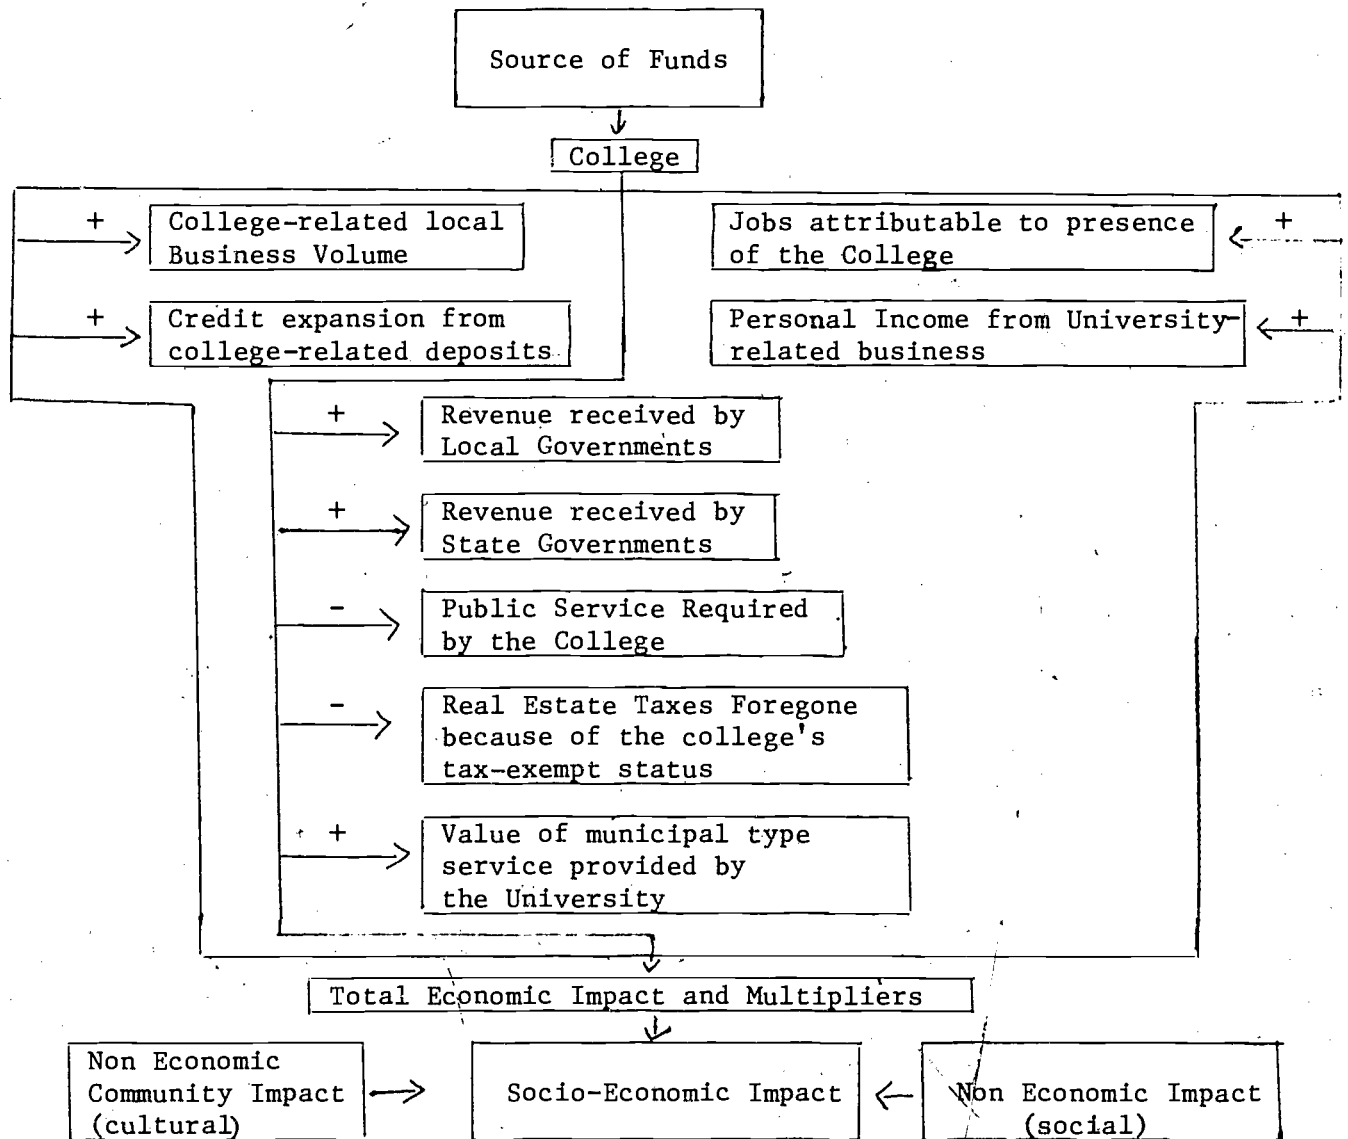 Source of Funds
College
+
College-related local
Business Volume
Jobs attributable to presence
of the College
+
+
Credit expansion from
college-related deposits
Personal Income from University-
related business
+
+
Revenue received by
Local Governments
+
Revenue received by
State Governments
-
Public Service Required
by the College
-
Real Estate Taxes Foregone
because of the college's
tax-exempt status
+
Value of municipal type
service provided by
the University
Total Economic Impact and Multipliers
Non Economic
Community Impact
(cultural)
Socio-Economic Impact
Non Economic Impact
(social)